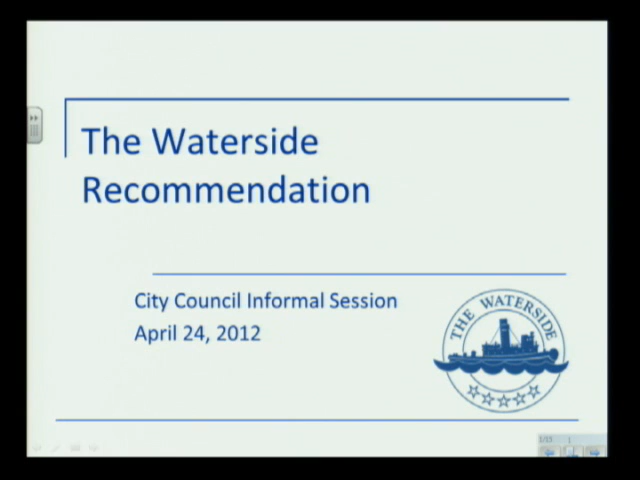 The Waterside
Recommendation
City Council Informal Session
April 24, 2012
THE WATERSIDE